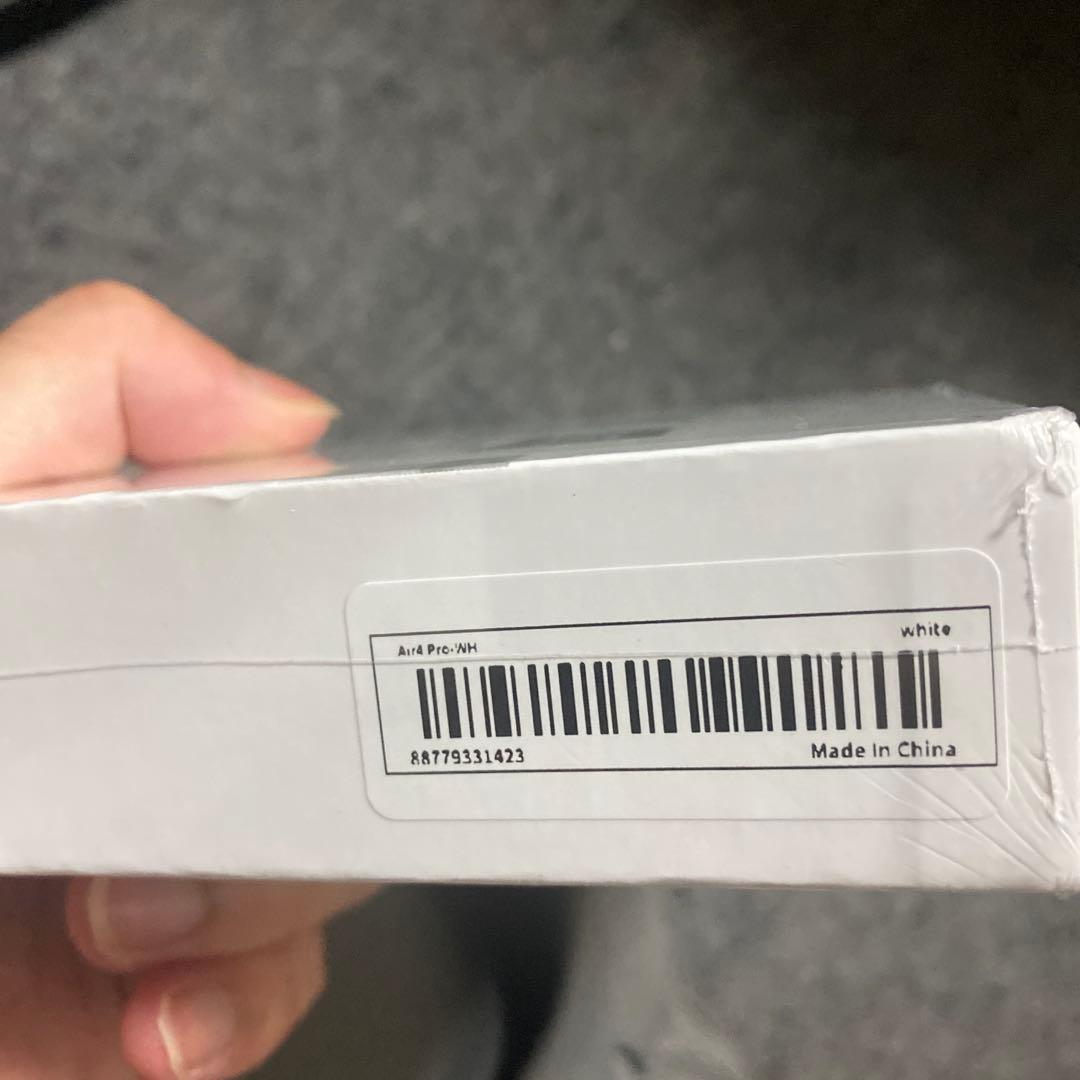 Air4 Pro-WH
white
88779331423
Made In China